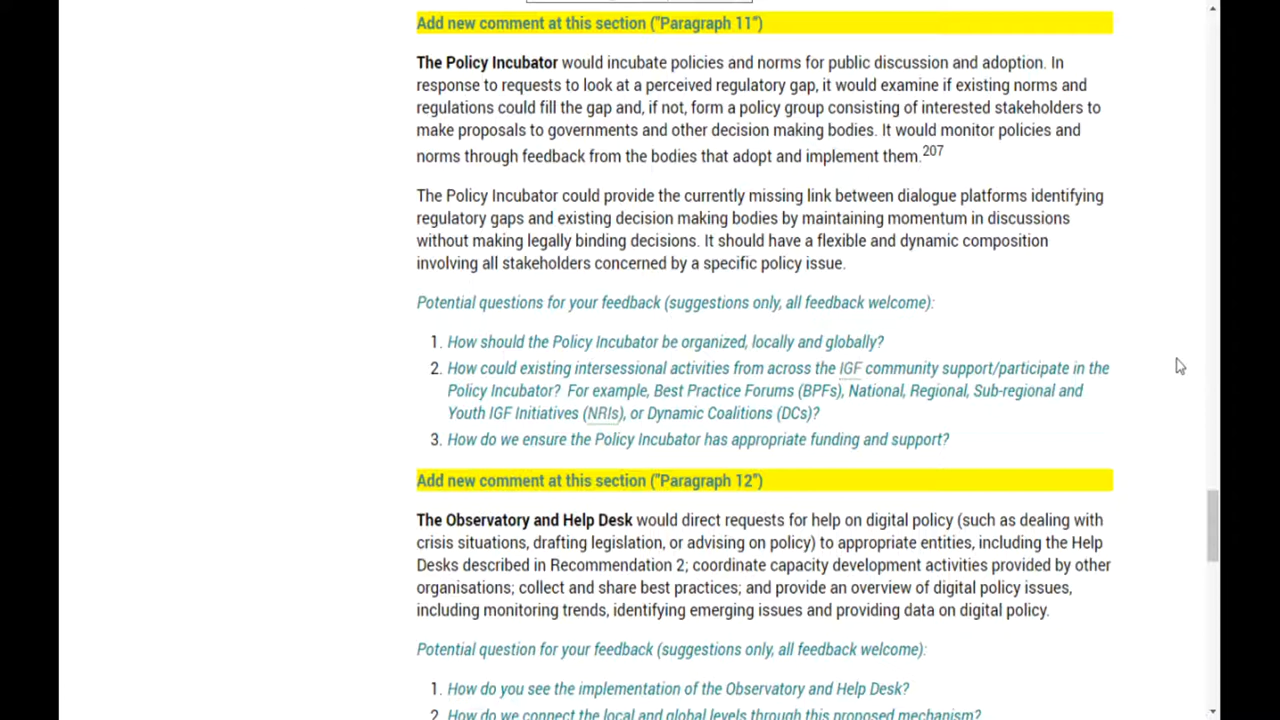 Add new comment at this section ("Paragraph 11")
The Policy Incubator would incubate policies and norms for public discussion and adoption. In
response to requests to look at a perceived regulatory gap, it would examine if existing norms and
regulations could fill the gap and, if not, form a policy group consisting of interested stakeholders to
make proposals to governments and other decision making bodies. It would monitor policies and
norms through feedback from the bodies that adopt and implement them.207
The Policy Incubator could provide the currently missing link between dialogue platforms identifying
regulatory gaps and existing decision making bodies by maintaining momentum in discussions
without making legally binding decisions. It should have a flexible and dynamic composition
involving all stakeholders concerned by a specific policy issue.
Potential questions for your feedback (suggestions only, all feedback welcome):
1. How should the Policy Incubator be organized, locally and globally?
2. How could existing intersessional activities from across the IGF community support/participate in the
Policy Incubator? For example, Best Practice Forums (BPFs), National, Regional, Sub-regional and
Youth IGF Initiatives (NRIs), or Dynamic Coalitions (DCs)?
3. How do we ensure the Policy Incubator has appropriate funding and support?
Add new comment at this section ("Paragraph 12")
The Observatory and Help Desk would direct requests for help on digital policy (such as dealing with
crisis situations, drafting legislation, or advising on policy) to appropriate entities, including the Help
Desks described in Recommendation 2; coordinate capacity development activities provided by other
organisations; collect and share best practices; and provide an overview of digital policy issues,
including monitoring trends, identifying emerging issues and providing data on digital policy.
Potential question for your feedback (suggestions only, all feedback welcome):
1. How do you see the implementation of the Observatory and Help Desk?
2. How do we connect the local and global levels through this proposed mechanism?